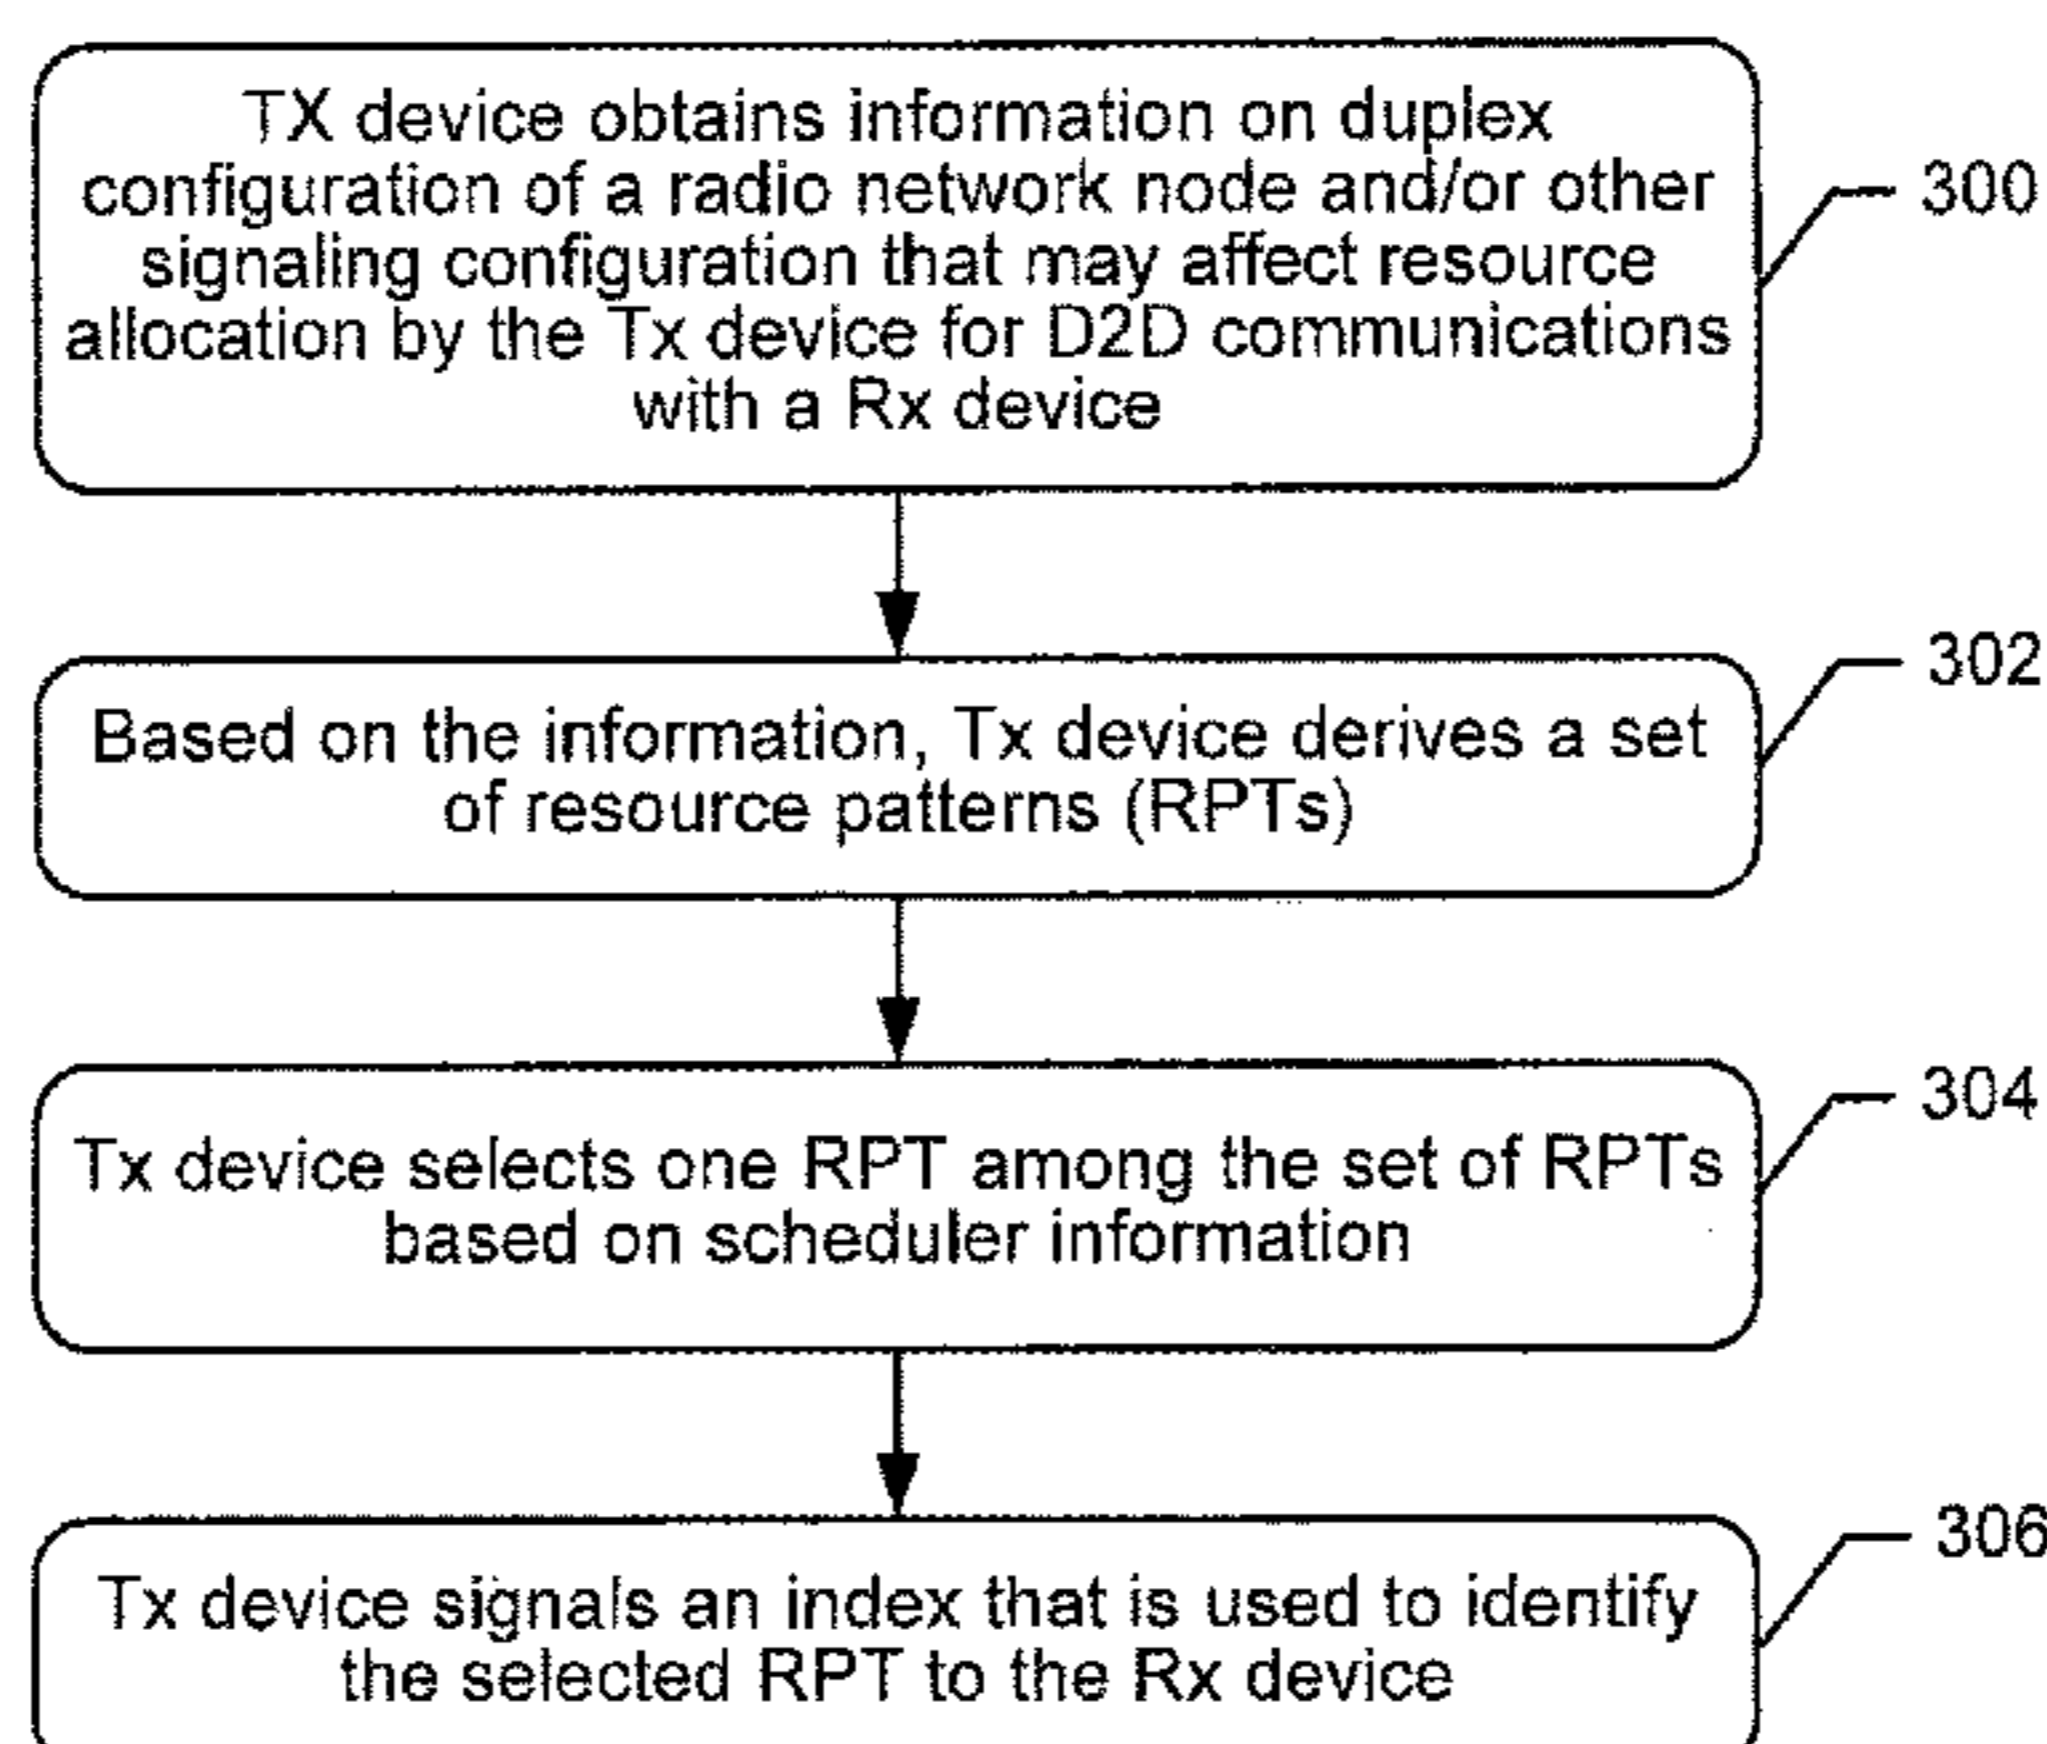 TX device obtains information on duplex
configuration of a radio network node and/or other
signaling configuration that may affect resource
allocation by the Tx device for D2D communications
with a Rx device
300
Based on the information, Tx device derives a set
of resource patterns (RPTs)
302
Tx device selects one RPT among the set of RPTs
based on scheduler information
304
Tx device signals an index that is used to identify
the selected RPT to the Rx device
306